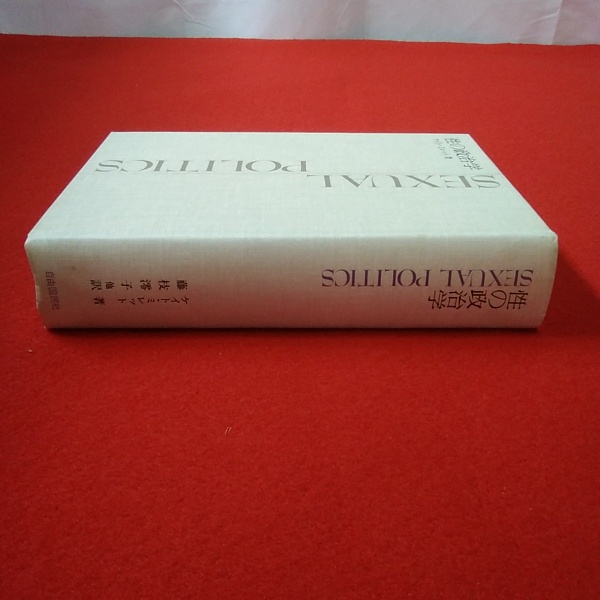 性の政治学
SEXUAL
POLITICS
性の政治学
SEXUAL POLITICS
ケイト・ミレット 著
藤枝澪子 他訳
自由国民社